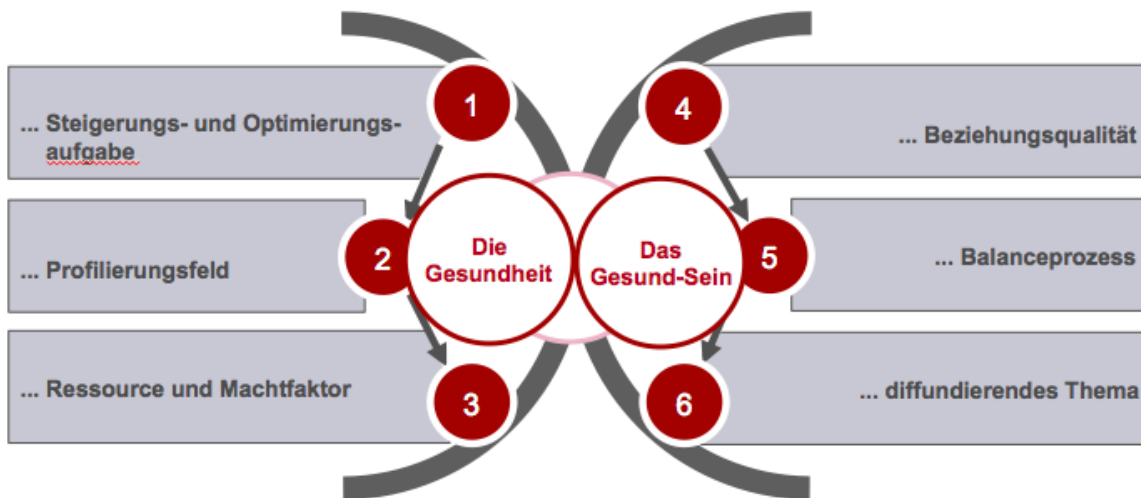 1
... Steigerungs- und Optimierungs-
aufgabe
2
... Profilierungsfeld
3
... Ressource und Machtfaktor
Die
Gesundheit
Das
Gesund-Sein
4
... Beziehungsqualität
5
... Balanceprozess
6
... diffundierendes Thema